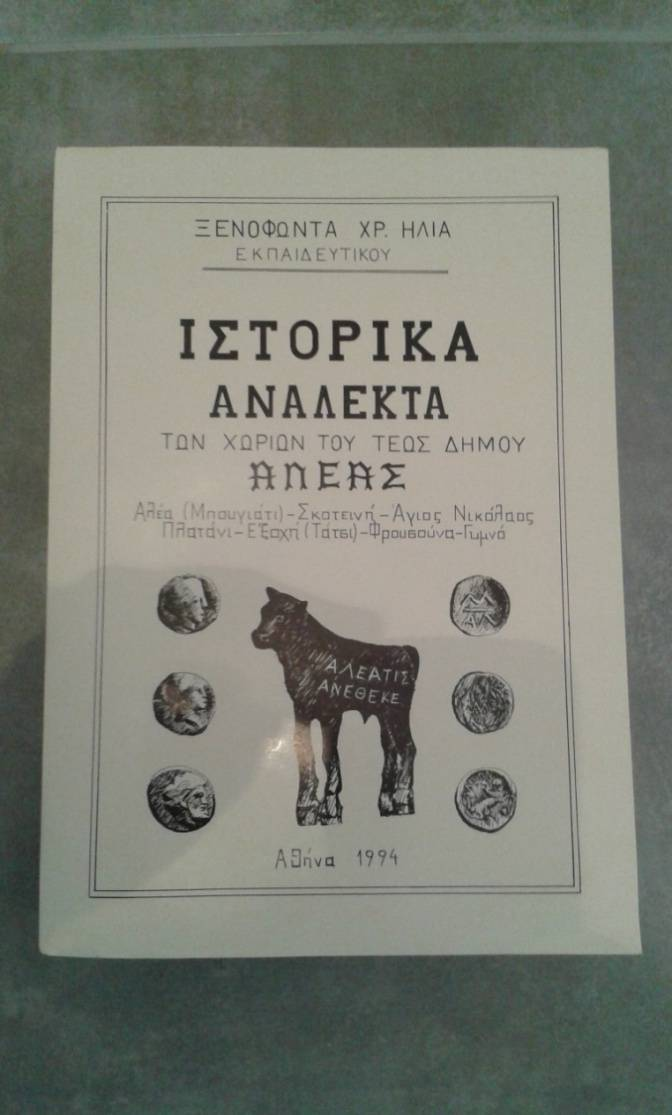 ΞΕΝΟΦΩΝΤΑ ΧΡ. ΗΛΙΑ
ΕΚΠΑΙΔΕΥΤΙΚΟΥ
ΙΣΤΟΡΙΚΑ
ΑΝΑΛΕΚΤΑ
ΤΩΝ ΧΩΡΙΩΝ ΤΟΥ ΤΕΩΣ ΔΗΜΟΥ
ΑΛΕΑΣ
Αλέα (Μπουγιάτι)-Σκοτεινή-Άγιος Νικόλαος
Πλατάνι-Εξοχή (Τάτσι)-Φρουσούνα-Γυμνό
ΑΛΕΑΤΙΣ
ΑΝΕΘΕΚΕ
Αθήνα 1994